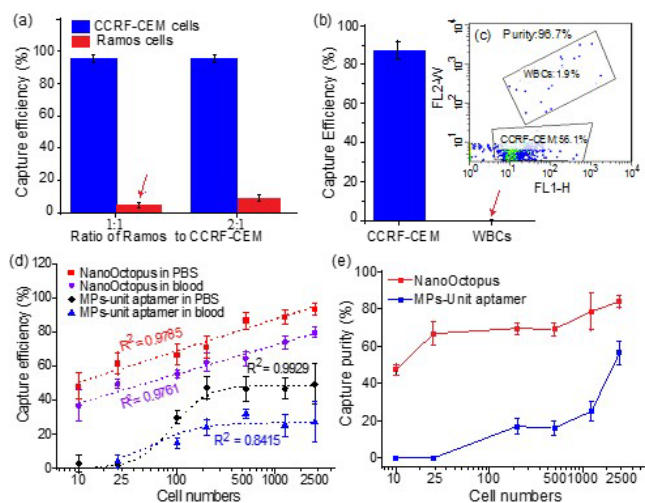 (a)
CCRF-CEM cells
Ramos cells
Capture efficiency (%)
100
80
60
40
20
0
1:1
2:1
Ratio of Ramos to CCRF-CEM
(b)
Capture Efficiency (%)
100
80
60
40
20
0
CCRF-CEM
WBCs
(c)
Purity:96.7%
WBCs:1.9%
CCRF-CEM:56.1%
FL2-W
10³
10²
10¹
10⁰
10¹
10²
10³
10⁴
FL1-H
(d)
NanoOctopus in PBS
NanoOctopus in blood
MPs-unit aptamer in PBS
MPs-unit aptamer in blood
Capture efficiency (%)
120
100
80
60
40
20
0
R² = 0.9785
R² = 0.9761
R² = 0.9929
R² = 0.8415
10
25
100
250
500
1000
2500
Cell numbers
(e)
NanoOctopus
MPs-Unit aptamer
Capture purity (%)
100
80
60
40
20
0
10
25
100
500
1000
2500
Cell numbers